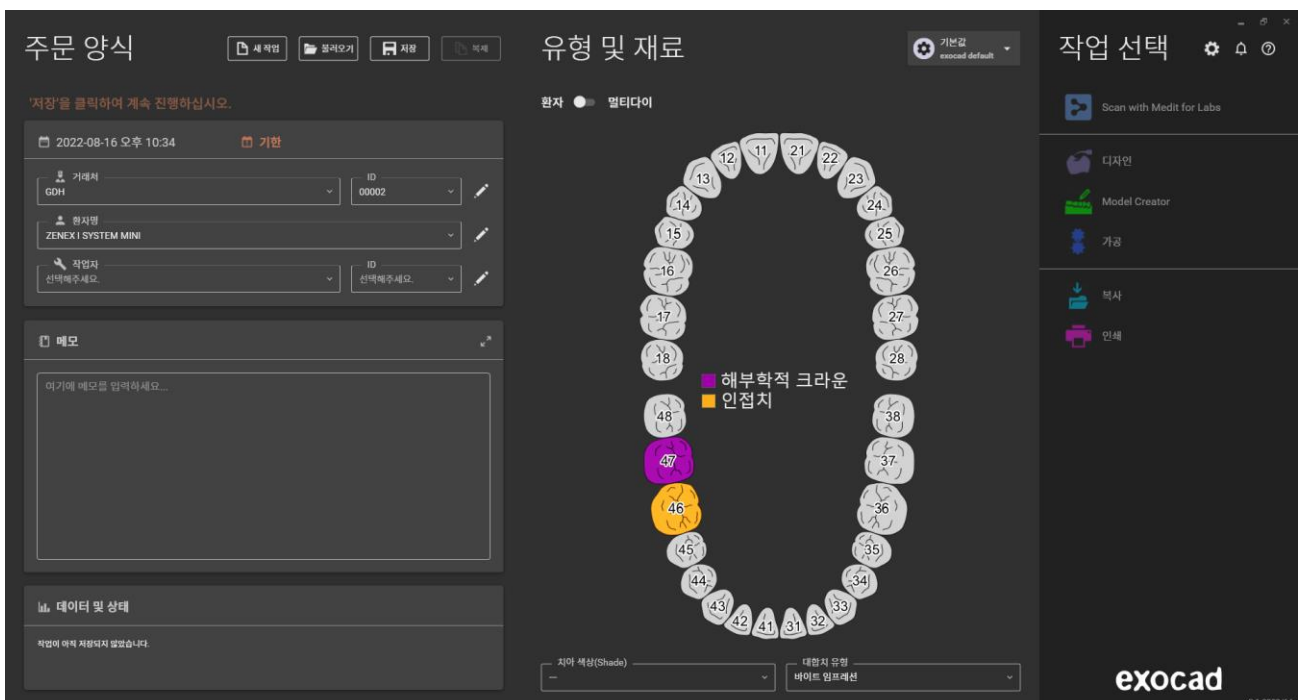 주문 양식
새 작업
불러오기
저장
복제
'저장'을 클릭하여 계속 진행하십시오.
2022-08-16 오후 10:34
기한
거래처
GDH
ID
00002
환자명
ZENEX I SYSTEM MINI
작업자
선택해주세요.
ID
선택해주세요.
메모
여기에 메모를 입력하세요...
데이터 및 상태
작업이 아직 저장되지 않았습니다.
유형 및 재료
기본값
exocad default
환자
멀티다이
11 21
12 22
13 23
14 24
15 25
16 26
17 27
18 28
해부학적 크라운
인접치
48 38
47 37
46 36
45 35
44 34
43 33
42 41 31 32
치아 색상(Shade)
---
대합치 유형
바이트 임프레션
작업 선택
Scan with Medit for Labs
디자인
Model Creator
가공
복사
인쇄
exocad